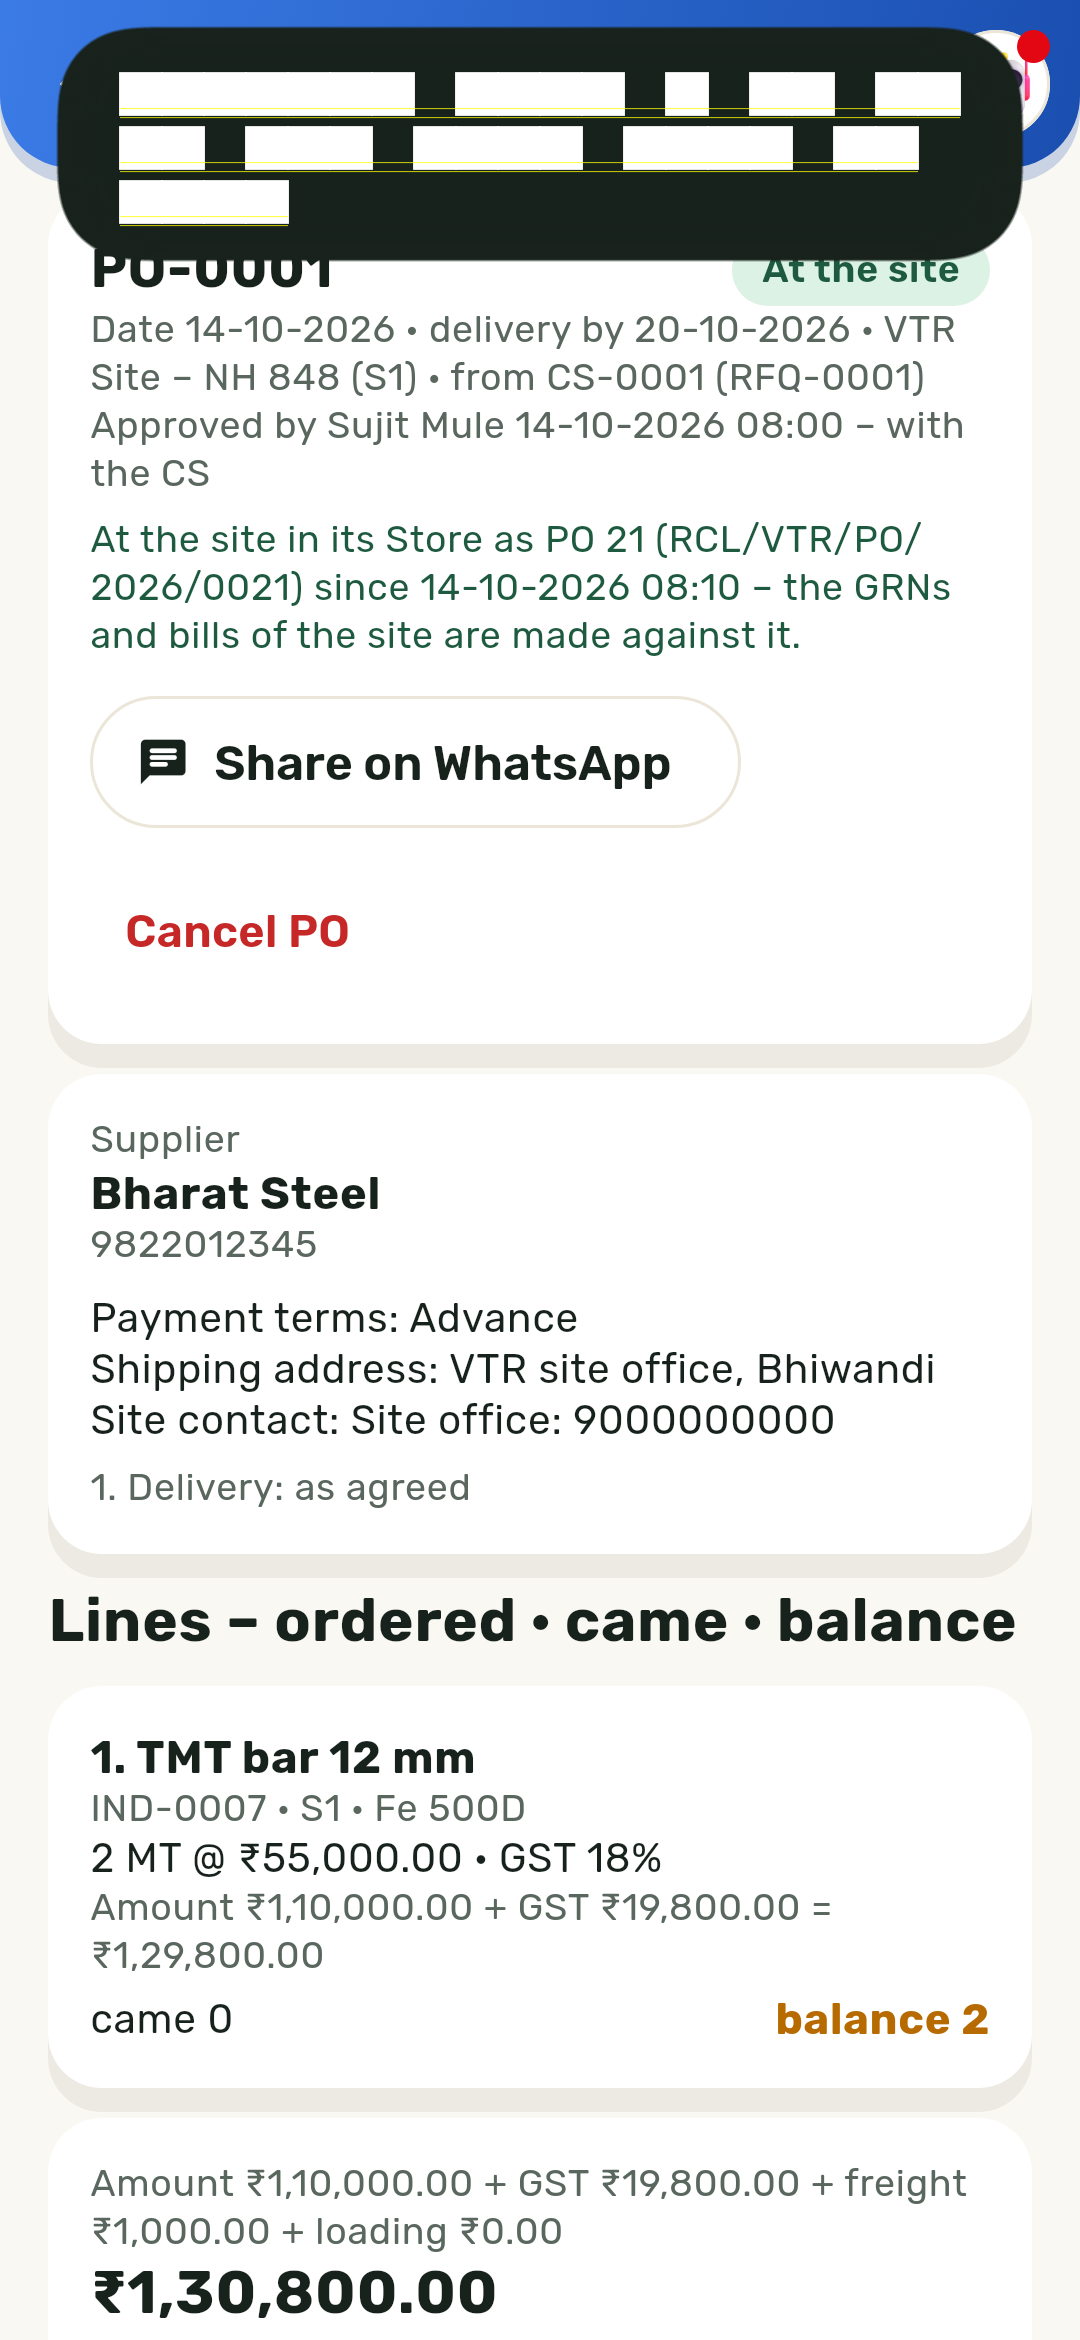 PO-0001
At the site
Date 14-10-2026 • delivery by 20-10-2026 • VTR
Site – NH 848 (S1) • from CS-0001 (RFQ-0001)
Approved by Sujit Mule 14-10-2026 08:00 – with
the CS
At the site in its Store as PO 21 (RCL/VTR/PO/
2026/0021) since 14-10-2026 08:10 – the GRNs
and bills of the site are made against it.
Share on WhatsApp
Cancel PO
Supplier
Bharat Steel
9822012345
Payment terms: Advance
Shipping address: VTR site office, Bhiwandi
Site contact: Site office: 9000000000
1. Delivery: as agreed
Lines – ordered • came • balance
1. TMT bar 12 mm
IND-0007 • S1 • Fe 500D
2 MT @ ₹55,000.00 • GST 18%
Amount ₹1,10,000.00 + GST ₹19,800.00 =
₹1,29,800.00
came 0
balance 2
Amount ₹1,10,000.00 + GST ₹19,800.00 + freight
₹1,000.00 + loading ₹0.00
₹1,30,800.00